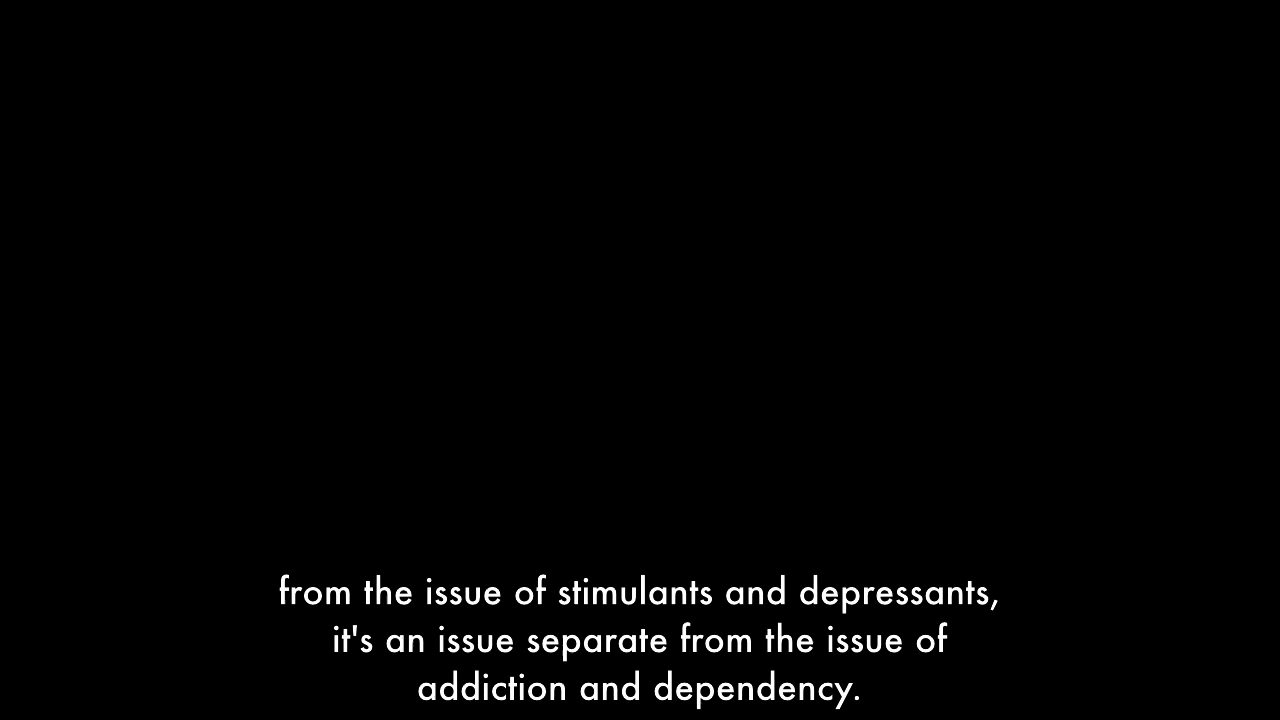 from the issue of stimulants and depressants,
it's an issue separate from the issue of
addiction and dependency.